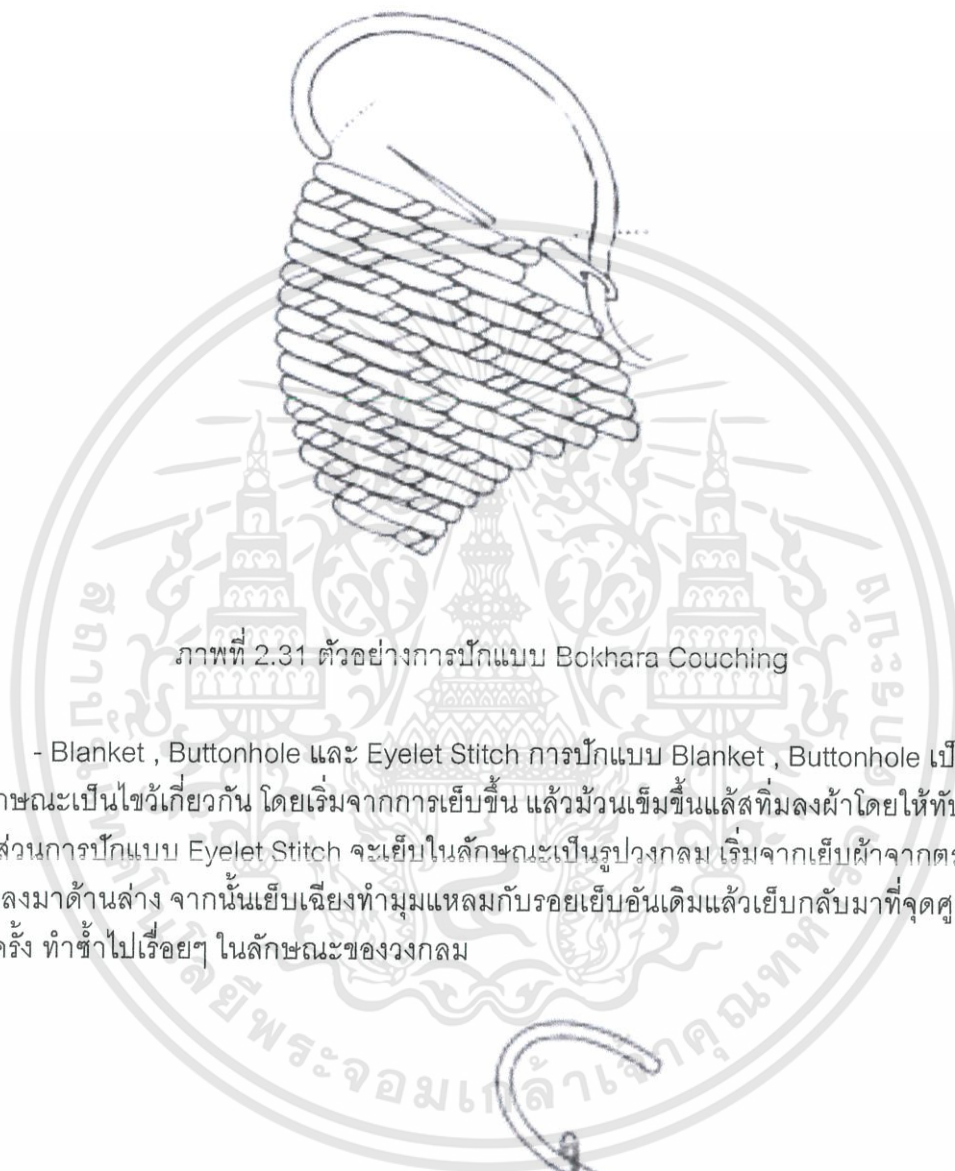 ภาพที่ 2.31 ตัวอย่างการปักแบบ Bokhara Couching
- Blanket , Buttonhole และ Eyelet Stitch การปักแบบ Blanket , Buttonhole เป็
ักษณะเป็นไขว้เกี่ยวกัน โดยเริ่มจากการเย็บขึ้น แล้วม้วนเข็มขึ้นแล้สทิ่มลงผ้าโดยให้ทับ
ส่วนการปักแบบ Eyelet Stitch จะเย็บในลักษณะเป็นรูปวงกลม เริ่มจากเย็บผ้าจากตร
ลงมาด้านล่าง จากนั้นเย็บเฉียงทำมุมแหลมกับรอยเย็บอันเดิมแล้วเย็บกลับมาที่จุดศู
ครั้ง ทำซ้ำไปเรื่อยๆ ในลักษณะของวงกลม